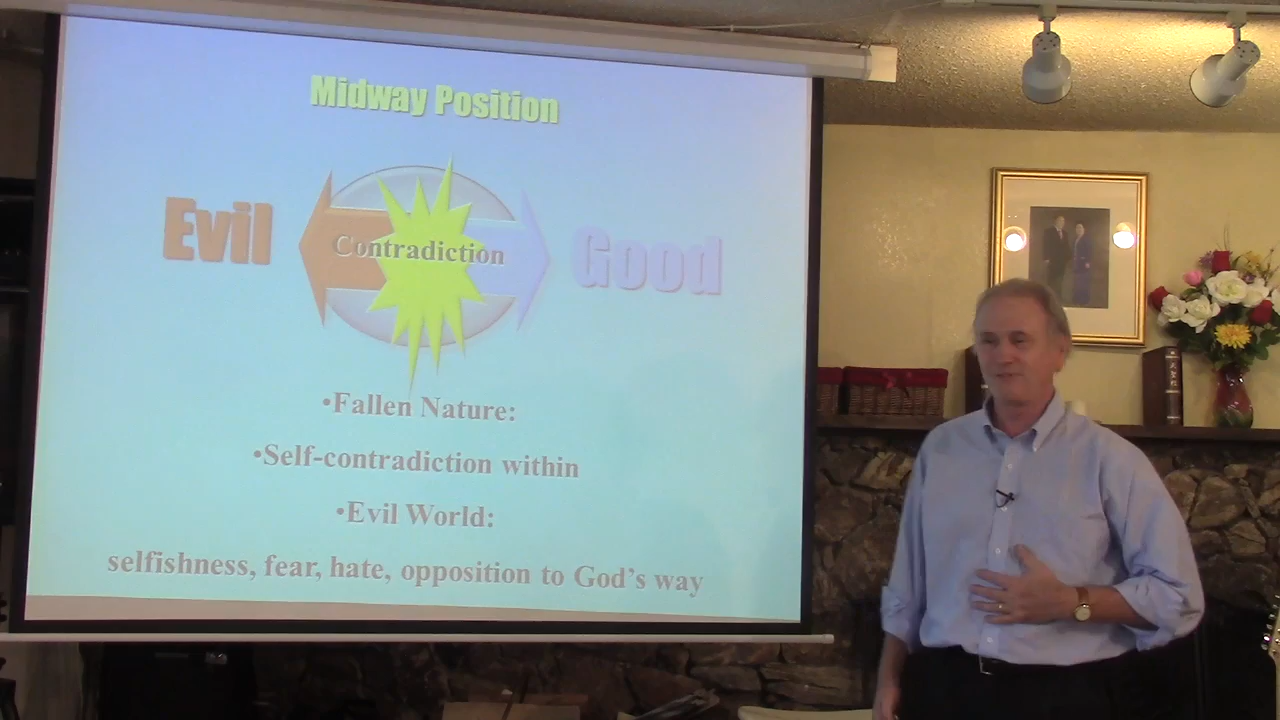 Midway Position
Evil
Contradiction
Good
•Fallen Nature:
•Self-contradiction within
•Evil World:
selfishness, fear, hate, opposition to God's way